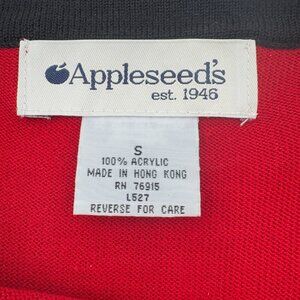 Appleseed's
est. 1946
S
100% ACRYLIC
MADE IN HONG KONG
RN 76915
L527
REVERSE FOR CARE